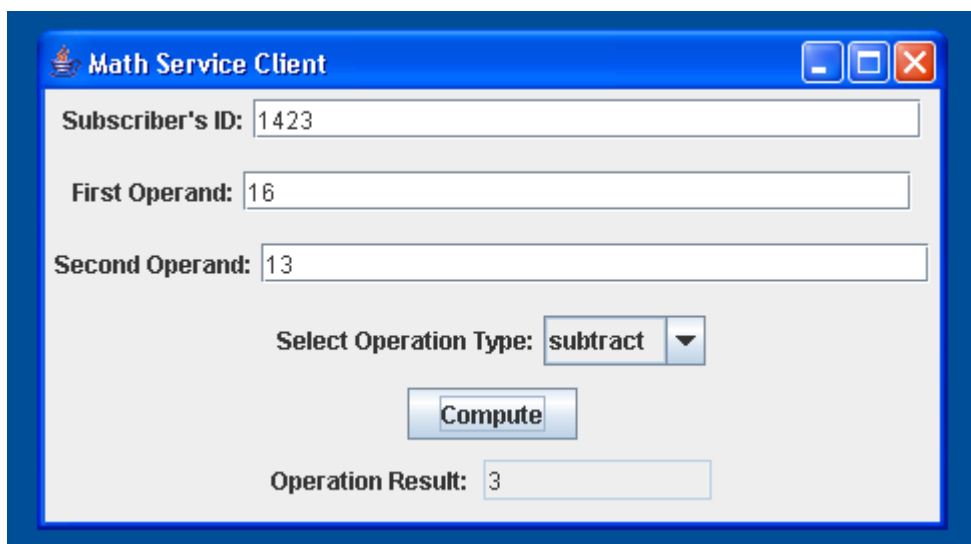 Math Service Client
Subscriber's ID: 1423
First Operand: 16
Second Operand: 13
Select Operation Type: subtract
Compute
Operation Result: 3